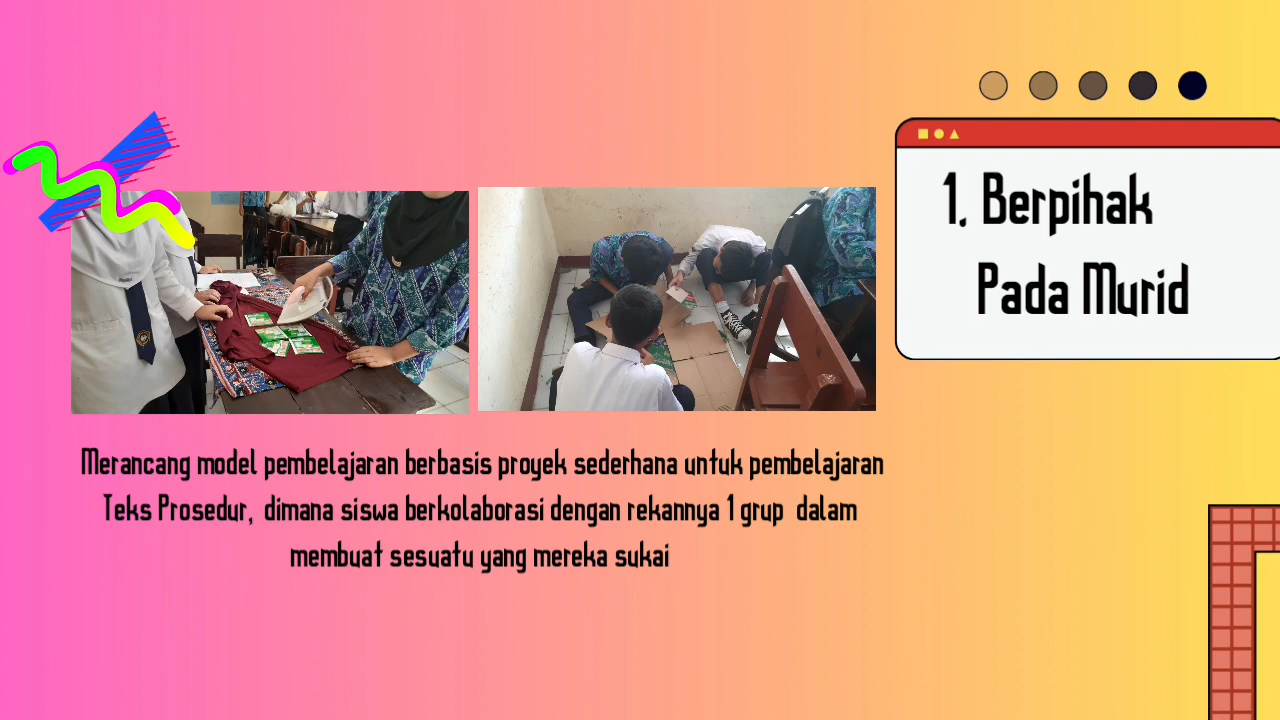 1. Berpihak
Pada Murid
Merancang model pembelajaran berbasis proyek sederhana untuk pembelajaran
Teks Prosedur, dimana siswa berkolaborasi dengan rekannya 1 grup dalam
membuat sesuatu yang mereka sukai